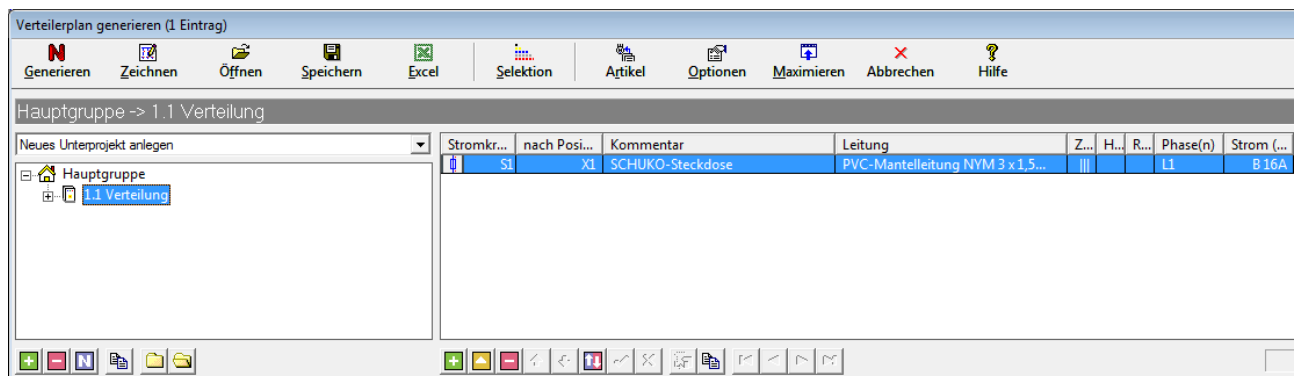 Verteilerplan generieren (1 Eintrag)
Generieren Zeichnen Öffnen Speichern Excel Selektion Artikel Optionen Maximieren Abbrechen Hilfe
Hauptgruppe -> 1.1 Verteilung
Neues Unterprojekt anlegen
Hauptgruppe
1.1 Verteilung
Stromkr... nach Posi... Kommentar Leitung Z... H... R... Phase(n) Strom (...
S1 X1 SCHUKO-Steckdose PVC-Mantelleitung NYM 3 x 1,5... ||| L1 B 16A